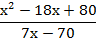 x² − 18x + 80
7x − 70